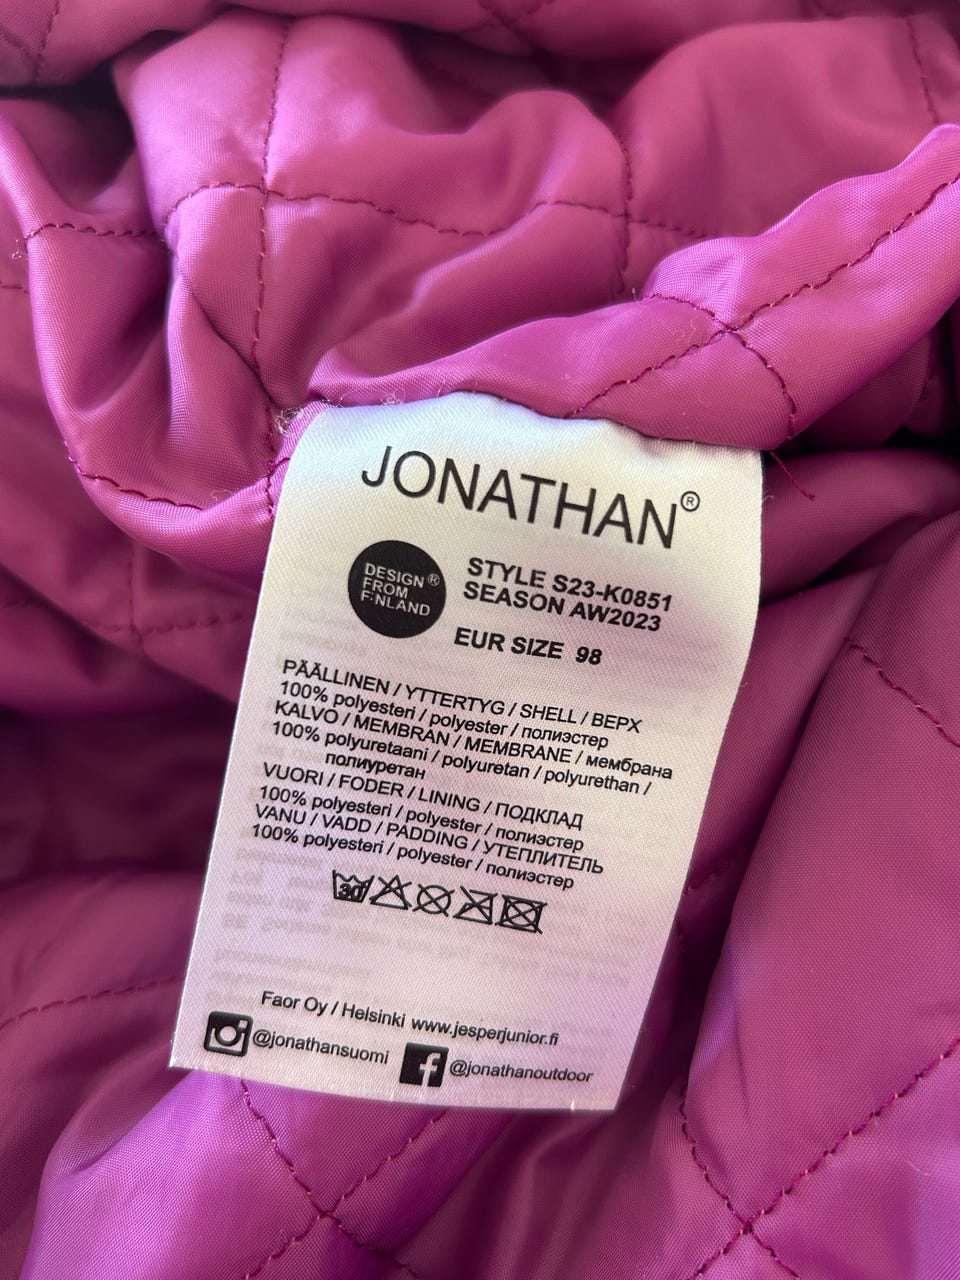 JONATHAN®
DESIGN®
FROM
FINLAND
STYLE S23-K0851
SEASON AW2023
EUR SIZE 98
PÄÄLLINEN / YTTERTYG / SHELL / ВЕРХ
100% polyesteri / polyester / полиэстер
KALVO / MEMBRAN / MEMBRANE / мембрана
100% polyuretaani / polyuretan / polyurethan /
полиуретан
VUORI / FODER / LINING / ПОДКЛАД
100% polyesteri / polyester / полиэстер
VANU / VADD / PADDING / УТЕПЛИТЕЛЬ
100% polyesteri / polyester / полиэстер
30
Faor Oy / Helsinki www.jesperjunior.fi
@jonathansuomi f @jonathanoutdoor